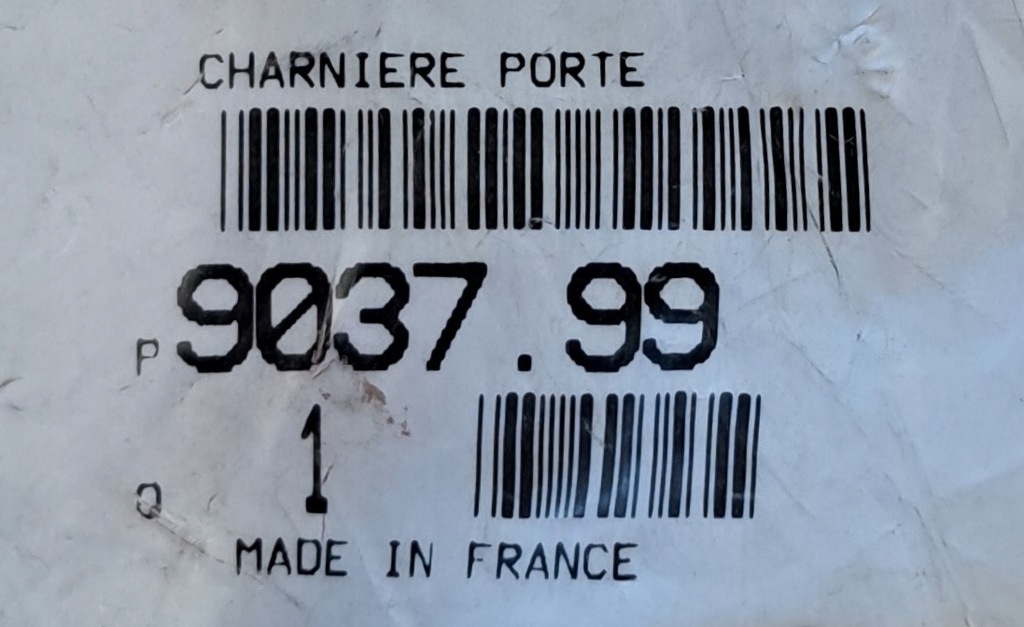 CHARNIERE PORTE
P 9037.99
Q 1
MADE IN FRANCE